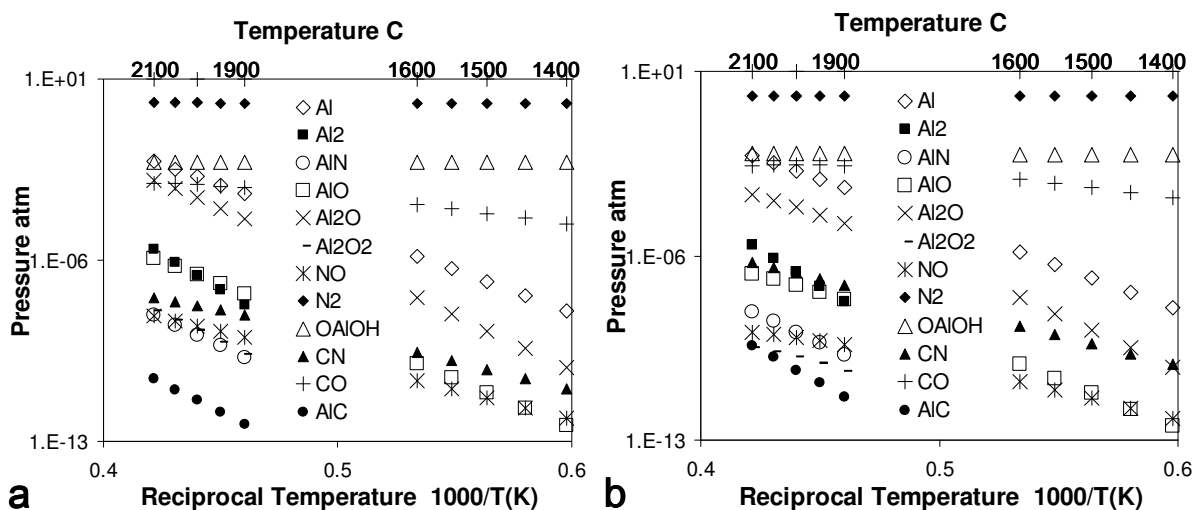 Temperature C
2100 1900 1600 1500 1400
1.E+01
1.E-06
1.E-13
Pressure atm
Al
Al2
AlN
AlO
Al2O
Al2O2
NO
N2
OAlOH
CN
CO
AlC
0.4 0.5 0.6
Reciprocal Temperature 1000/T(K)
a
Temperature C
2100 1900 1600 1500 1400
1.E+01
1.E-06
1.E-13
Pressure atm
Al
Al2
AlN
AlO
Al2O
Al2O2
NO
N2
OAlOH
CN
CO
AlC
0.4 0.5 0.6
Reciprocal Temperature 1000/T(K)
b